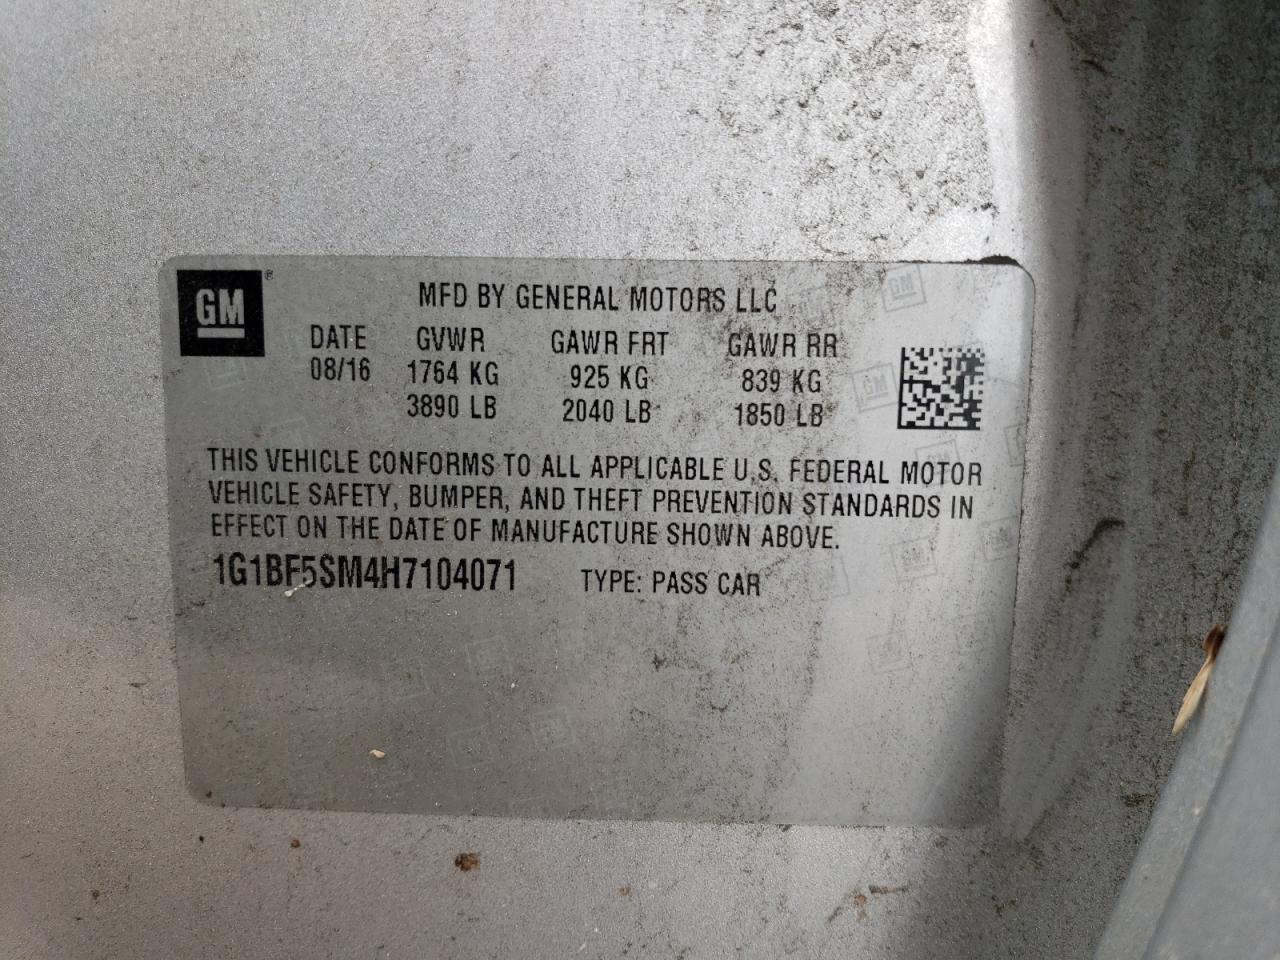 GM ®
MFD BY GENERAL MOTORS LLC
DATE GVWR GAWR FRT GAWR RR
08/16 1764 KG 925 KG 839 KG
3890 LB 2040 LB 1850 LB
THIS VEHICLE CONFORMS TO ALL APPLICABLE U.S. FEDERAL MOTOR
VEHICLE SAFETY, BUMPER, AND THEFT PREVENTION STANDARDS IN
EFFECT ON THE DATE OF MANUFACTURE SHOWN ABOVE.
1G1BF5SM4H7104071 TYPE: PASS CAR